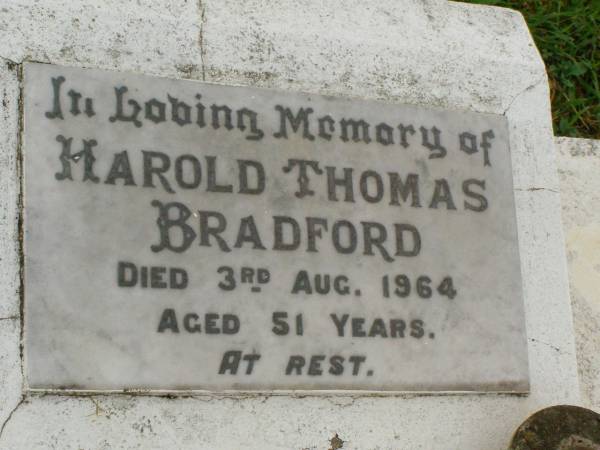 In Loving Memory of
HAROLD THOMAS
BRADFORD
DIED 3RD AUG. 1964
AGED 51 YEARS.
AT REST.